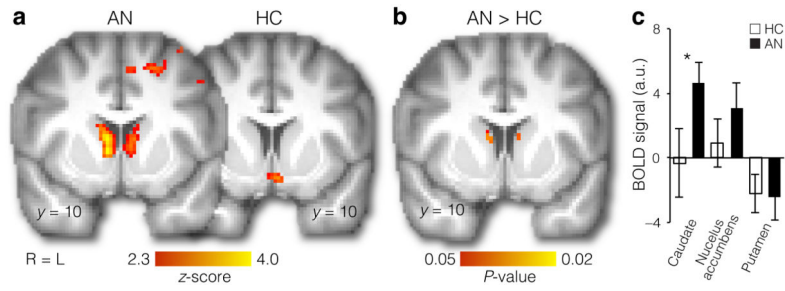 a
AN
HC
y = 10
y = 10
R = L
2.3
4.0
z-score
b
AN > HC
y = 10
0.05
0.02
P-value
c
HC
AN
BOLD signal (a.u.)
8
4
0
–4
*
Caudate
Nucelus
accumbens
Putamen